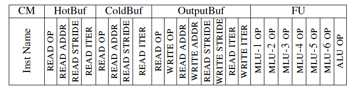 CM HotBuf ColdBuf OutputBuf FU
Inst Name
READ OP
READ ADDR
READ STRIDE
READ ITER
READ OP
READ ADDR
READ STRIDE
READ ITER
READ OP
WRITE OP
READ ADDR
WRITE ADDR
READ STRIDE
WRITE STRIDE
READ ITER
WRITE ITER
MLU-1 OP
MLU-2 OP
MLU-3 OP
MLU-4 OP
MLU-5 OP
MLU-6 OP
ALU OP